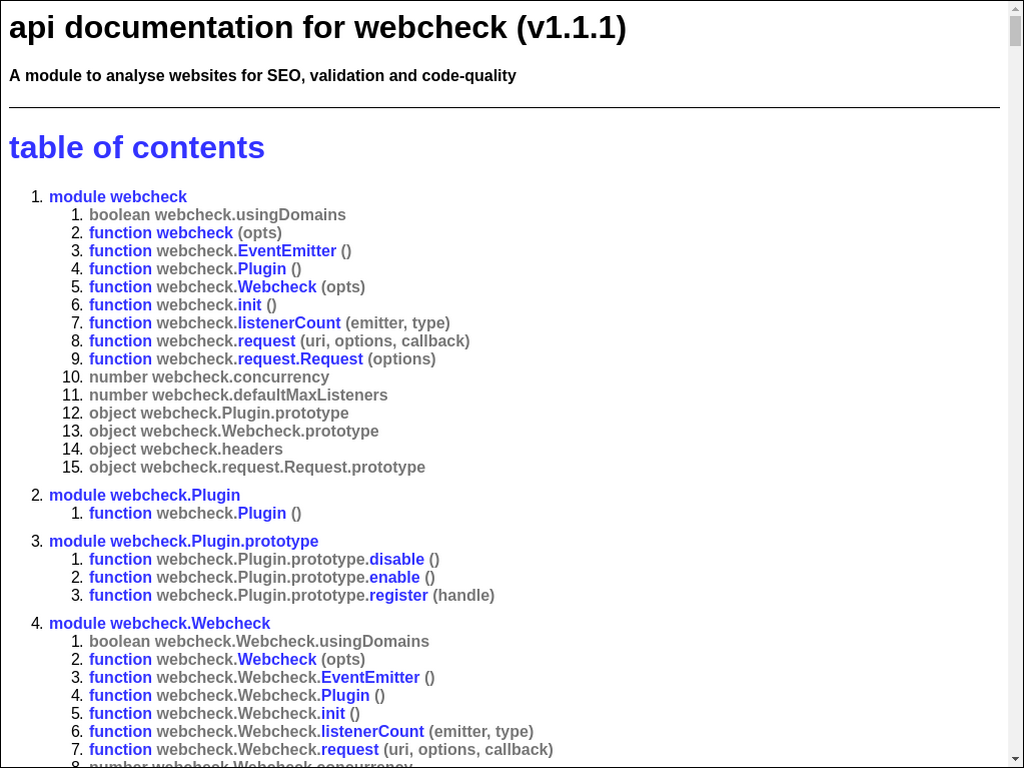 api documentation for webcheck (v1.1.1)
A module to analyse websites for SEO, validation and code-quality
table of contents
1. module webcheck
1. boolean webcheck.usingDomains
2. function webcheck (opts)
3. function webcheck.EventEmitter ()
4. function webcheck.Plugin ()
5. function webcheck.Webcheck (opts)
6. function webcheck.init ()
7. function webcheck.listenerCount (emitter, type)
8. function webcheck.request (uri, options, callback)
9. function webcheck.request.Request (options)
10. number webcheck.concurrency
11. number webcheck.defaultMaxListeners
12. object webcheck.Plugin.prototype
13. object webcheck.Webcheck.prototype
14. object webcheck.headers
15. object webcheck.request.Request.prototype
2. module webcheck.Plugin
1. function webcheck.Plugin ()
3. module webcheck.Plugin.prototype
1. function webcheck.Plugin.prototype.disable ()
2. function webcheck.Plugin.prototype.enable ()
3. function webcheck.Plugin.prototype.register (handle)
4. module webcheck.Webcheck
1. boolean webcheck.Webcheck.usingDomains
2. function webcheck.Webcheck (opts)
3. function webcheck.Webcheck.EventEmitter ()
4. function webcheck.Webcheck.Plugin ()
5. function webcheck.Webcheck.init ()
6. function webcheck.Webcheck.listenerCount (emitter, type)
7. function webcheck.Webcheck.request (uri, options, callback)
8. number webcheck.Webcheck.concurrency